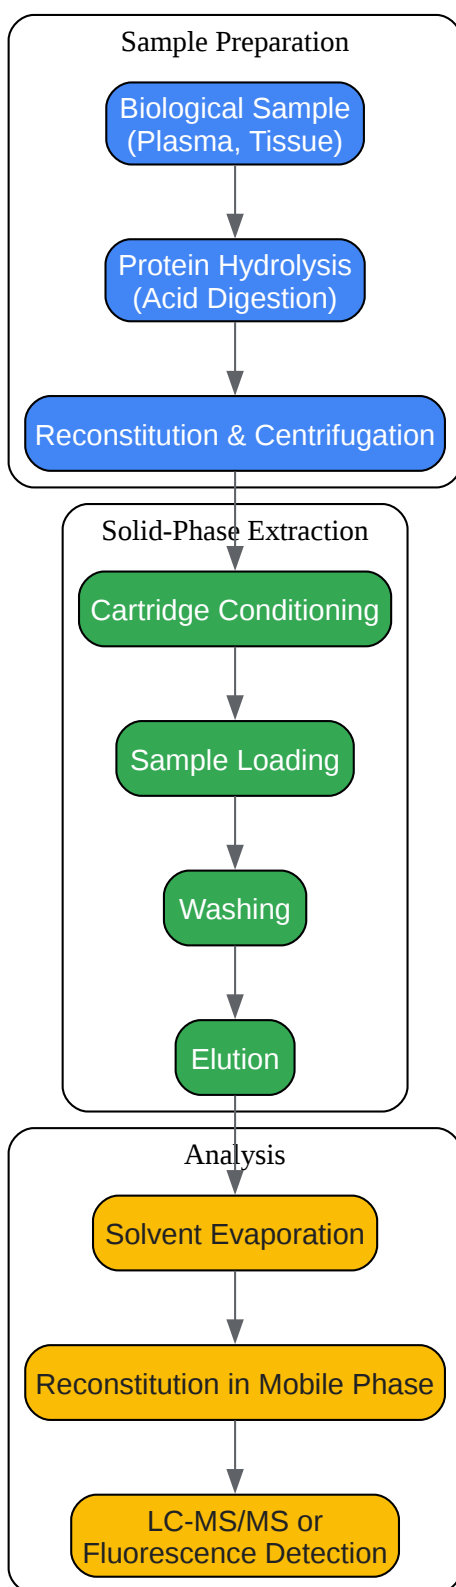 Sample Preparation
Biological Sample
(Plasma, Tissue)
Protein Hydrolysis
(Acid Digestion)
Reconstitution & Centrifugation
Solid-Phase Extraction
Cartridge Conditioning
Sample Loading
Washing
Elution
Analysis
Solvent Evaporation
Reconstitution in Mobile Phase
LC-MS/MS or
Fluorescence Detection